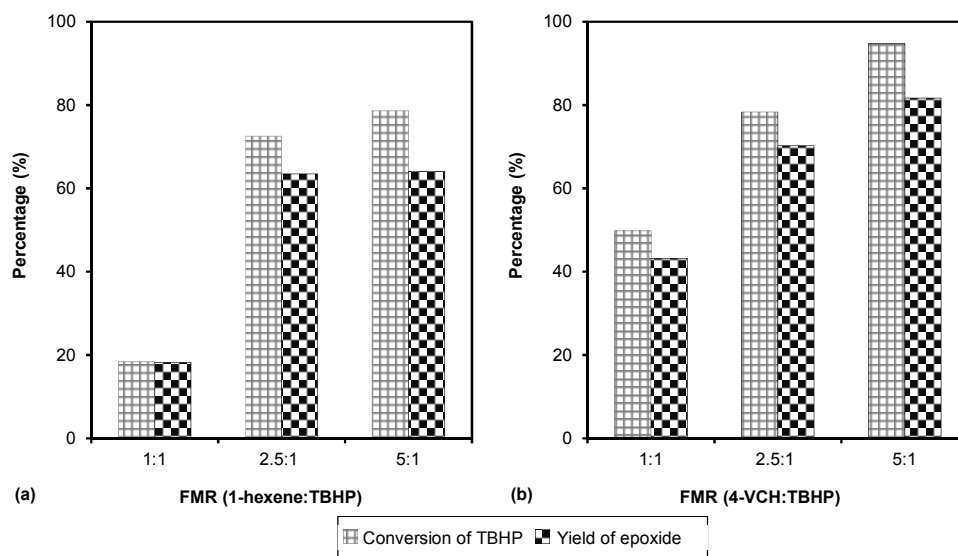 100
80
60
40
20
0
Percentage (%)
1:1 2.5:1 5:1
(a) FMR (1-hexene:TBHP)
100
80
60
40
20
0
Percentage (%)
1:1 2.5:1 5:1
(b) FMR (4-VCH:TBHP)
Conversion of TBHP Yield of epoxide